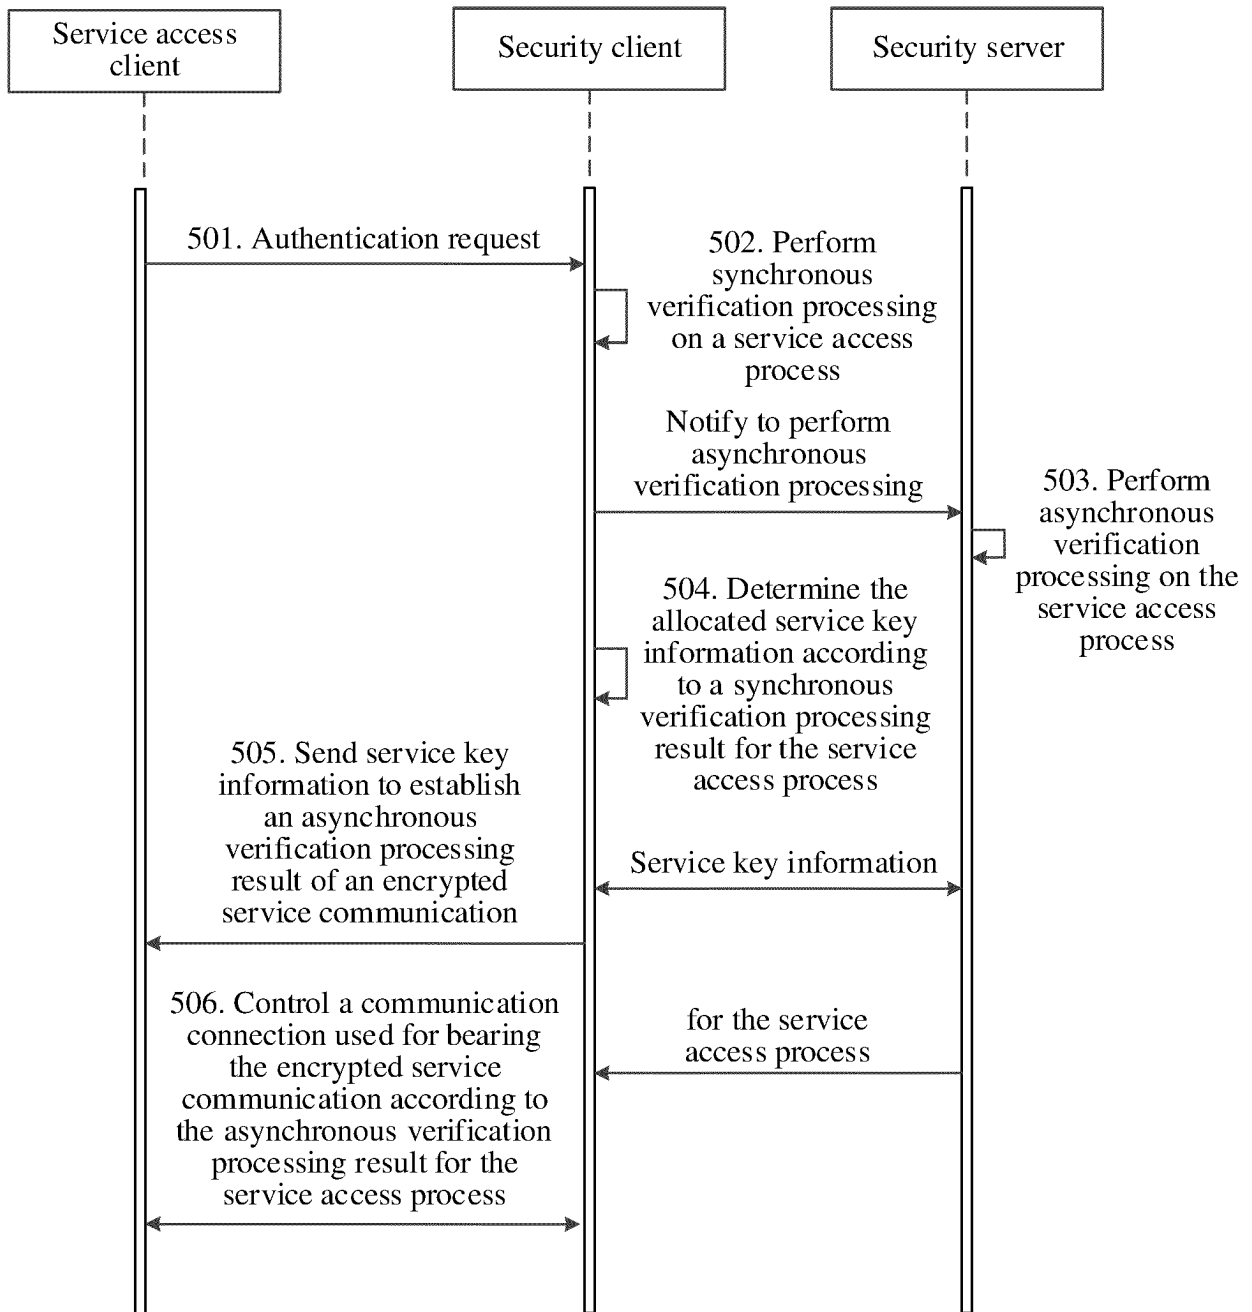 Service access
client
Security client
Security server
501. Authentication request
502. Perform
synchronous
verification processing
on a service access
process
Notify to perform
asynchronous
verification processing
503. Perform
asynchronous
verification
processing on the
service access
process
504. Determine the
allocated service key
information according
to a synchronous
verification processing
result for the service
access process
505. Send service key
information to establish
an asynchronous
verification processing
result of an encrypted
service communication
Service key information
506. Control a communication
connection used for bearing
the encrypted service
communication according to
the asynchronous verification
processing result for the
service access process
for the service
access process